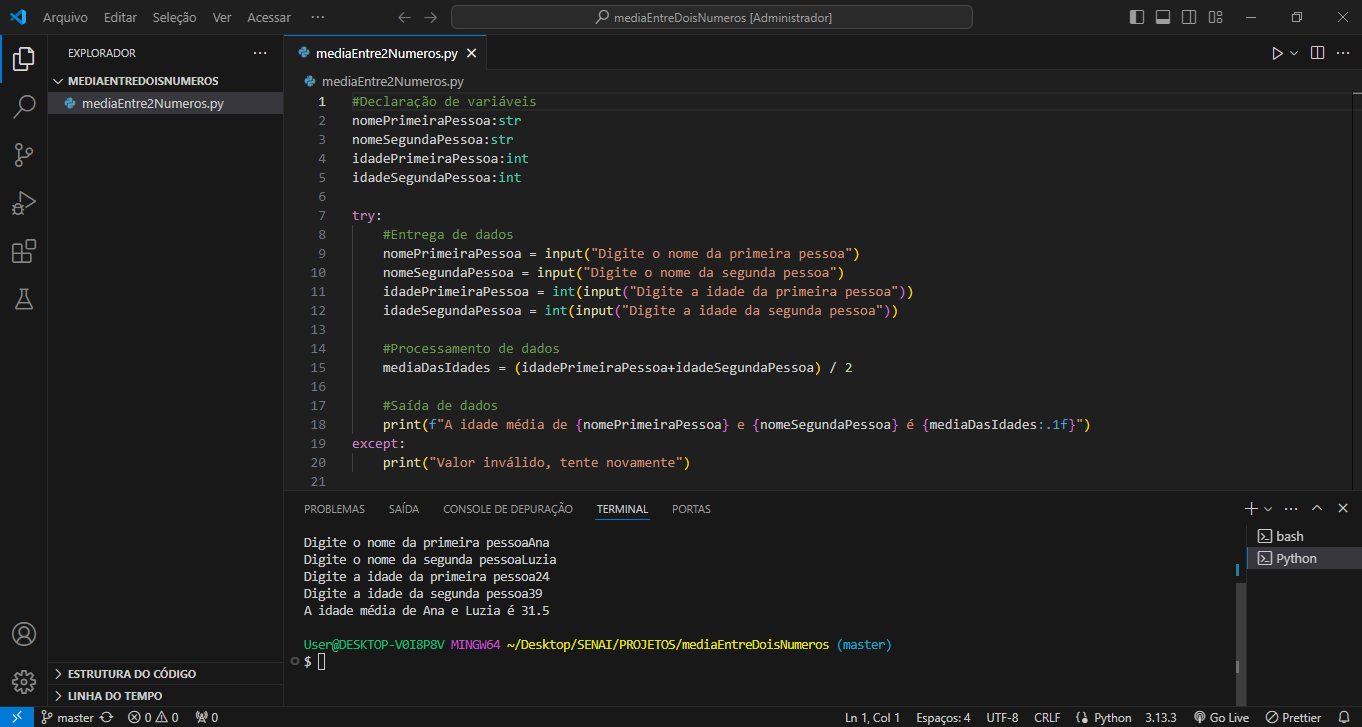 Arquivo Editar Seleção Ver Acessar ···
mediaEntreDoisNumeros [Administrador]
EXPLORADOR ···
MEDIAENTREDOISNUMEROS
mediaEntre2Numeros.py
mediaEntre2Numeros.py
mediaEntre2Numeros.py
1 #Declaração de variáveis
2 nomePrimeiraPessoa:str
3 nomeSegundaPessoa:str
4 idadePrimeiraPessoa:int
5 idadeSegundaPessoa:int
6
7 try:
8 #Entrega de dados
9 nomePrimeiraPessoa = input("Digite o nome da primeira pessoa")
10 nomeSegundaPessoa = input("Digite o nome da segunda pessoa")
11 idadePrimeiraPessoa = int(input("Digite a idade da primeira pessoa"))
12 idadeSegundaPessoa = int(input("Digite a idade da segunda pessoa"))
13
14 #Processamento de dados
15 mediaDasIdades = (idadePrimeiraPessoa+idadeSegundaPessoa) / 2
16
17 #Saída de dados
18 print(f"A idade média de {nomePrimeiraPessoa} e {nomeSegundaPessoa} é {mediaDasIdades:.1f}")
19 except:
20 print("Valor inválido, tente novamente")
21
PROBLEMAS SAÍDA CONSOLE DE DEPURAÇÃO TERMINAL PORTAS
Digite o nome da primeira pessoaAna
Digite o nome da segunda pessoaLuzia
Digite a idade da primeira pessoa24
Digite a idade da segunda pessoa39
A idade média de Ana e Luzia é 31.5
User@DESKTOP-V0I8P8V MINGW64 ~/Desktop/SENAI/PROJETOS/mediaEntreDoisNumeros (master)
$
bash
Python
ESTRUTURA DO CÓDIGO
LINHA DO TEMPO
master 0 0 0 Ln 1, Col 1 Espaços: 4 UTF-8 CRLF Python 3.13.3 Go Live Prettier